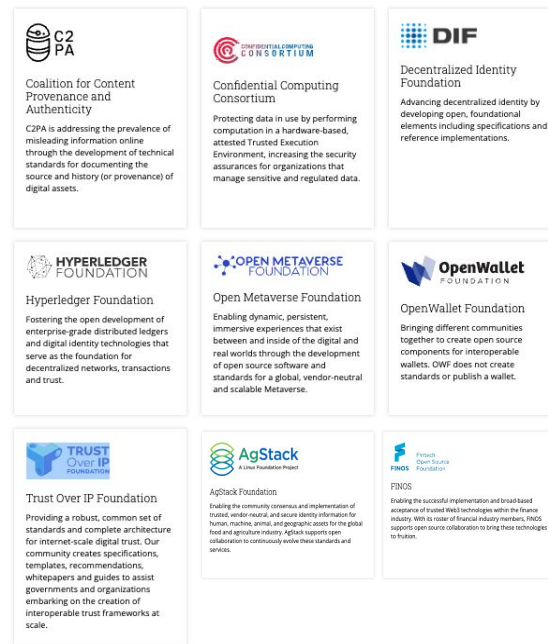 C2
PA
Coalition for Content
Provenance and
Authenticity
C2PA is addressing the prevalence of
misleading information online
through the development of technical
standards for documenting the
source and history (or provenance) of
digital assets.
CONFIDENTIAL COMPUTING
CONSORTIUM
Confidential Computing
Consortium
Protecting data in use by performing
computation in a hardware-based,
attested Trusted Execution
Environment, increasing the security
assurances for organizations that
manage sensitive and regulated data.
DIF
Decentralized Identity
Foundation
Advancing decentralized identity by
developing open, foundational
elements including specifications and
reference implementations.
HYPERLEDGER
FOUNDATION
Hyperledger Foundation
Fostering the open development of
enterprise-grade distributed ledgers
and digital identity technologies that
serve as the foundation for
decentralized networks, transactions
and trust.
OPEN METAVERSE
FOUNDATION
Open Metaverse Foundation
Enabling dynamic, persistent,
immersive experiences that exist
between and inside of the digital and
real worlds through the development
of open source software and
standards for a global, vendor-neutral
and scalable Metaverse.
OpenWallet
FOUNDATION
OpenWallet Foundation
Bringing different communities
together to create open source
components for interoperable
wallets. OWF does not create
standards or publish a wallet.
TRUST
Over IP
FOUNDATION
Trust Over IP Foundation
Providing a robust, common set of
standards and complete architecture
for internet-scale digital trust. Our
community creates specifications,
templates, recommendations,
whitepapers and guides to assist
governments and organizations
embarking on the creation of
interoperable trust frameworks at
scale.
AgStack
A Linux Foundation Project
AgStack Foundation
Enabling the community consensus and implementation of
trusted, vendor-neutral, and secure identity information for
human, machine, animal, and geographic assets for the global
food and agriculture industry. AgStack supports open
collaboration to continuously evolve these standards and
services.
FINOS
Fintech
Open Source
Foundation
FINOS
Enabling the successful implementation and broad-based
acceptance of trusted Web3 technologies within the finance
industry. With its roster of financial industry members, FINOS
supports open source collaboration to bring these technologies
to fruition.